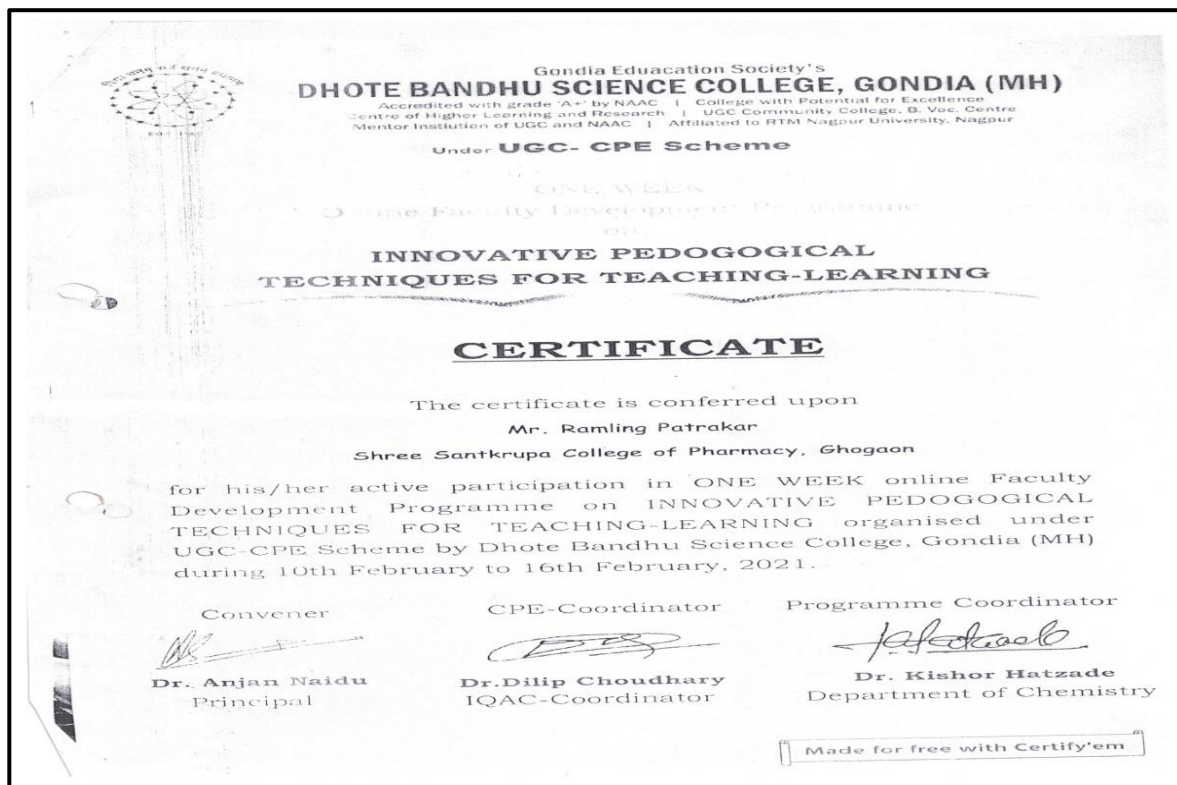 Gondia Eduacation Society's
DHOTE BANDHU SCIENCE COLLEGE, GONDIA (MH)
Accredited with grade 'A+' by NAAC | College with Potential for Excellence
Centre of Higher Learning and Research | UGC Community College, B. Voc. Centre
Mentor Instiution of UGC and NAAC | Affiliated to RTM Nagpur University, Nagpur
Under UGC- CPE Scheme
ONE WEEK
Online Faculty Development Programme
on
INNOVATIVE PEDOGOGICAL
TECHNIQUES FOR TEACHING-LEARNING
CERTIFICATE
The certificate is conferred upon
Mr. Ramling Patrakar
Shree Santkrupa College of Pharmacy, Ghogaon
for his/her active participation in ONE WEEK online Faculty
Development Programme on INNOVATIVE PEDOGOGICAL
TECHNIQUES FOR TEACHING-LEARNING organised under
UGC-CPE Scheme by Dhote Bandhu Science College, Gondia (MH)
during 10th February to 16th February, 2021.
Convener CPE-Coordinator Programme Coordinator
Dr. Anjan Naidu Dr.Dilip Choudhary Dr. Kishor Hatzade
Principal IQAC-Coordinator Department of Chemistry
Made for free with Certify'em